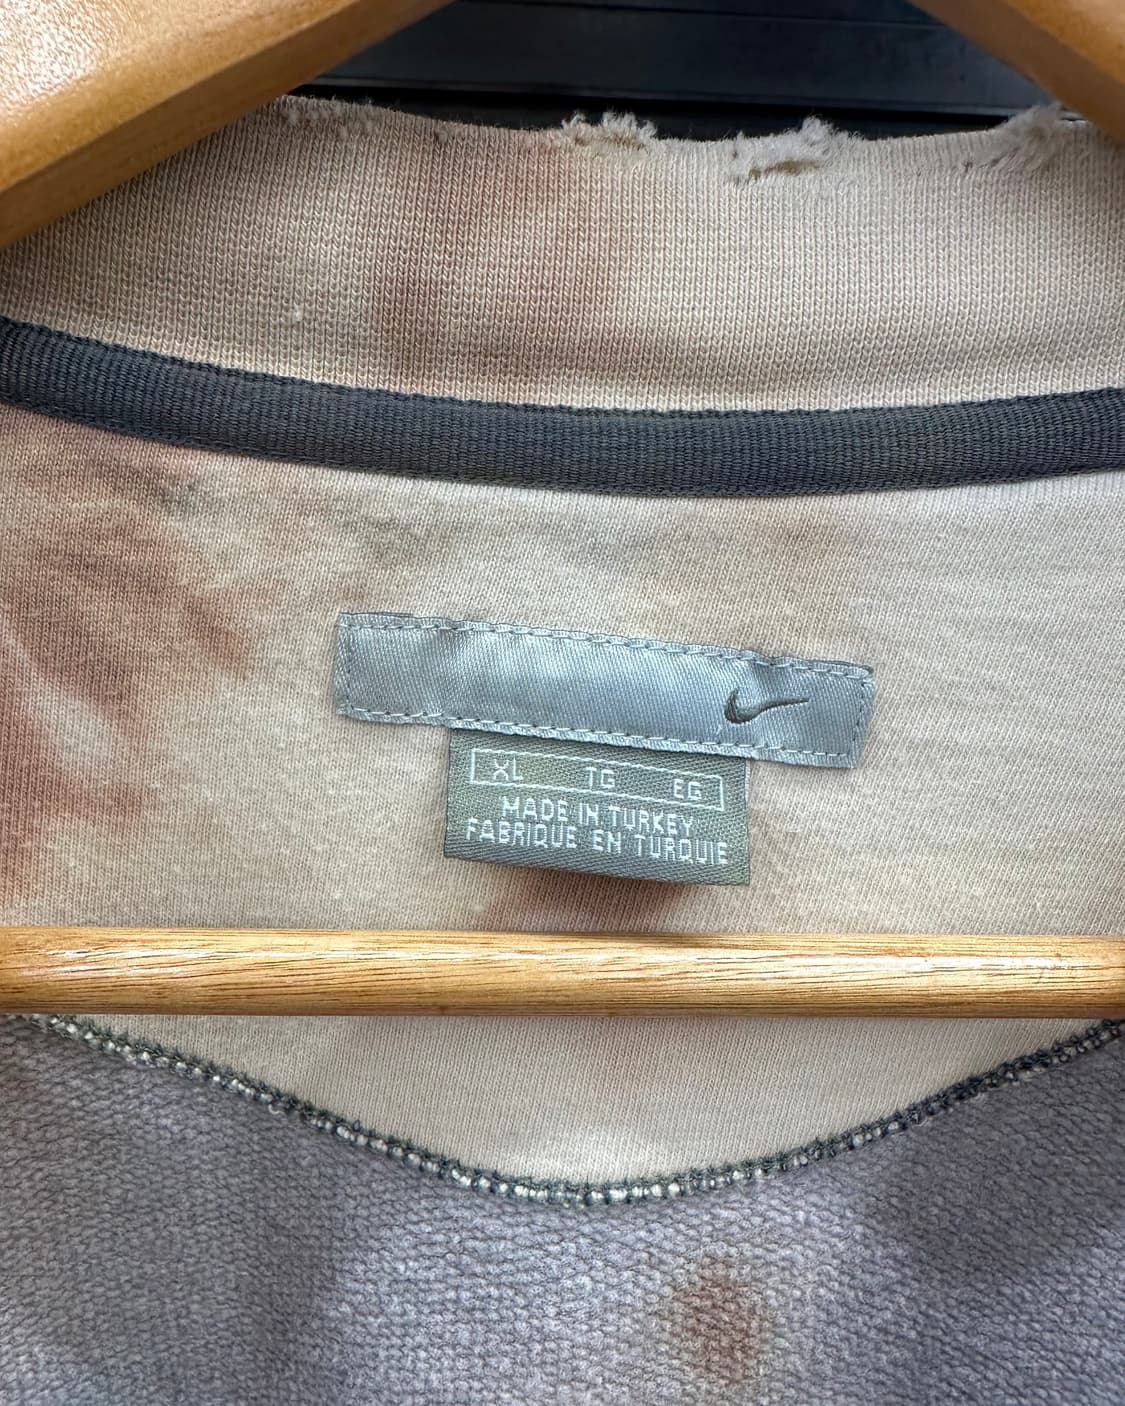 XL TG EG
MADE IN TURKEY
FABRIQUE EN TURQUIE